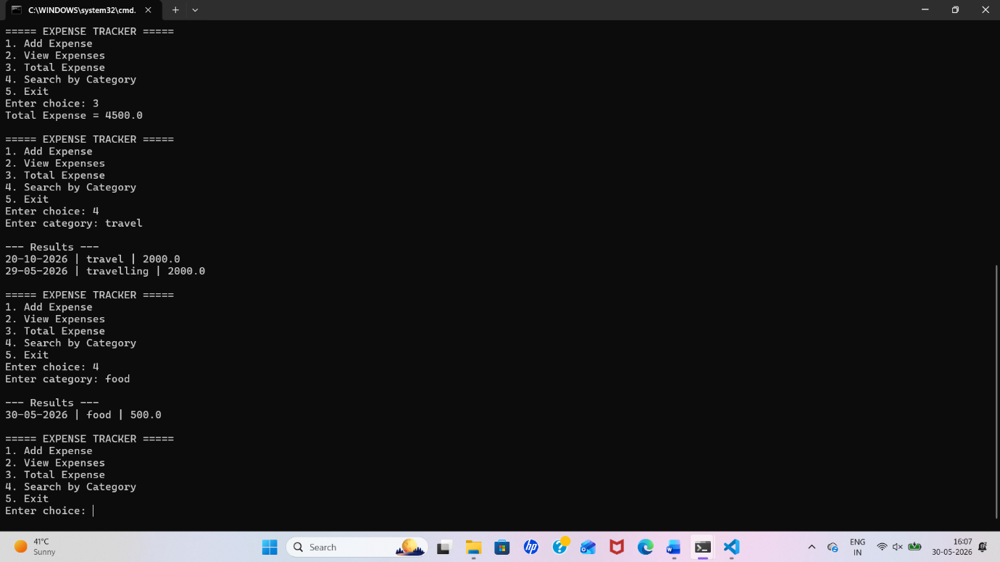 C:\WINDOWS\system32\cmd.
===== EXPENSE TRACKER =====
1. Add Expense
2. View Expenses
3. Total Expense
4. Search by Category
5. Exit
Enter choice: 3
Total Expense = 4500.0
===== EXPENSE TRACKER =====
1. Add Expense
2. View Expenses
3. Total Expense
4. Search by Category
5. Exit
Enter choice: 4
Enter category: travel
--- Results ---
20-10-2026 | travel | 2000.0
29-05-2026 | travelling | 2000.0
===== EXPENSE TRACKER =====
1. Add Expense
2. View Expenses
3. Total Expense
4. Search by Category
5. Exit
Enter choice: 4
Enter category: food
--- Results ---
30-05-2026 | food | 500.0
===== EXPENSE TRACKER =====
1. Add Expense
2. View Expenses
3. Total Expense
4. Search by Category
5. Exit
Enter choice:
41°C
Sunny
Search
hp
W
ENG
IN
16:07
30-05-2026